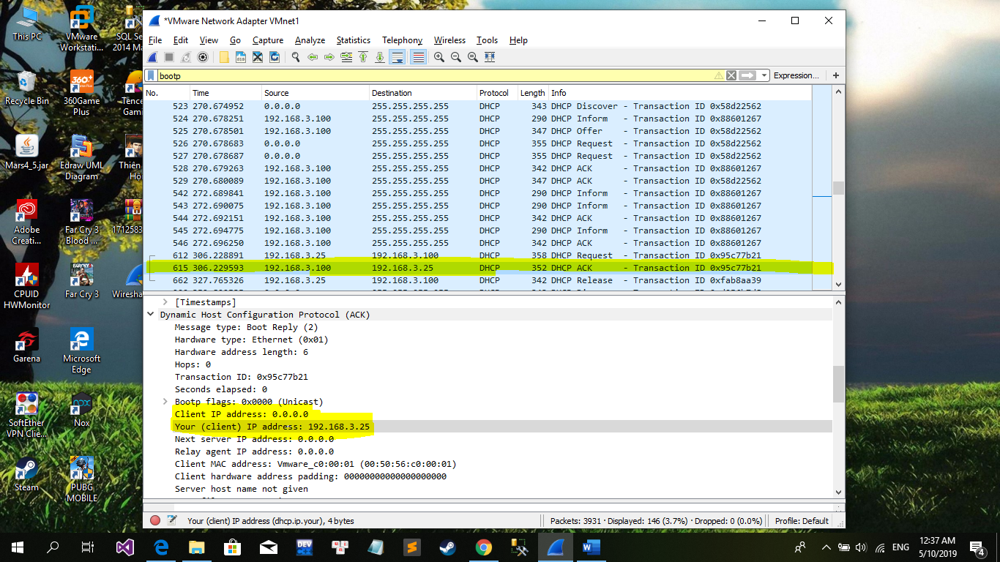 This PC
VMware
Workstati...
SQL Se
2014 Ma
Recycle Bin
360Game
Plus
Tence
Gami
Mars4_5.jar
Edraw UML
Diagram
Thiên
Hộ
Adobe
Creati...
Far Cry 3
Blood ...
1712583
CPUID
HWMonitor
Far Cry 3
Wiresha
Garena
Microsoft
Edge
SoftEther
VPN Clie...
Nox
Steam
PUBG
MOBILE
*VMware Network Adapter VMnet1
File Edit View Go Capture Analyze Statistics Telephony Wireless Tools Help
bootp
Expression...
No. Time Source Destination Protocol Length Info
523 270.674952 0.0.0.0 255.255.255.255 DHCP 343 DHCP Discover - Transaction ID 0x58d22562
524 270.678251 192.168.3.100 255.255.255.255 DHCP 290 DHCP Inform - Transaction ID 0x88601267
525 270.678501 192.168.3.100 255.255.255.255 DHCP 347 DHCP Offer - Transaction ID 0x58d22562
526 270.678683 0.0.0.0 255.255.255.255 DHCP 355 DHCP Request - Transaction ID 0x58d22562
527 270.678687 0.0.0.0 255.255.255.255 DHCP 355 DHCP Request - Transaction ID 0x58d22562
528 270.679263 192.168.3.100 255.255.255.255 DHCP 342 DHCP ACK - Transaction ID 0x88601267
529 270.680089 192.168.3.100 255.255.255.255 DHCP 347 DHCP ACK - Transaction ID 0x58d22562
542 272.689841 192.168.3.100 255.255.255.255 DHCP 290 DHCP Inform - Transaction ID 0x88601267
543 272.690075 192.168.3.100 255.255.255.255 DHCP 290 DHCP Inform - Transaction ID 0x88601267
544 272.692151 192.168.3.100 255.255.255.255 DHCP 342 DHCP ACK - Transaction ID 0x88601267
545 272.694775 192.168.3.100 255.255.255.255 DHCP 290 DHCP Inform - Transaction ID 0x88601267
546 272.696250 192.168.3.100 255.255.255.255 DHCP 342 DHCP ACK - Transaction ID 0x88601267
612 306.228891 192.168.3.25 192.168.3.100 DHCP 358 DHCP Request - Transaction ID 0x95c77b21
615 306.229593 192.168.3.100 192.168.3.25 DHCP 352 DHCP ACK - Transaction ID 0x95c77b21
662 327.765326 192.168.3.25 192.168.3.100 DHCP 342 DHCP Release - Transaction ID 0xfab8aa39
[Timestamps]
Dynamic Host Configuration Protocol (ACK)
Message type: Boot Reply (2)
Hardware type: Ethernet (0x01)
Hardware address length: 6
Hops: 0
Transaction ID: 0x95c77b21
Seconds elapsed: 0
Bootp flags: 0x0000 (Unicast)
Client IP address: 0.0.0.0
Your (client) IP address: 192.168.3.25
Next server IP address: 0.0.0.0
Relay agent IP address: 0.0.0.0
Client MAC address: Vmware_c0:00:01 (00:50:56:c0:00:01)
Client hardware address padding: 00000000000000000000
Server host name not given
Your (client) IP address (dhcp.ip.your), 4 bytes
Packets: 3931 · Displayed: 146 (3.7%) · Dropped: 0 (0.0%)
Profile: Default
DEV
ENG
12:37 AM
5/10/2019
4